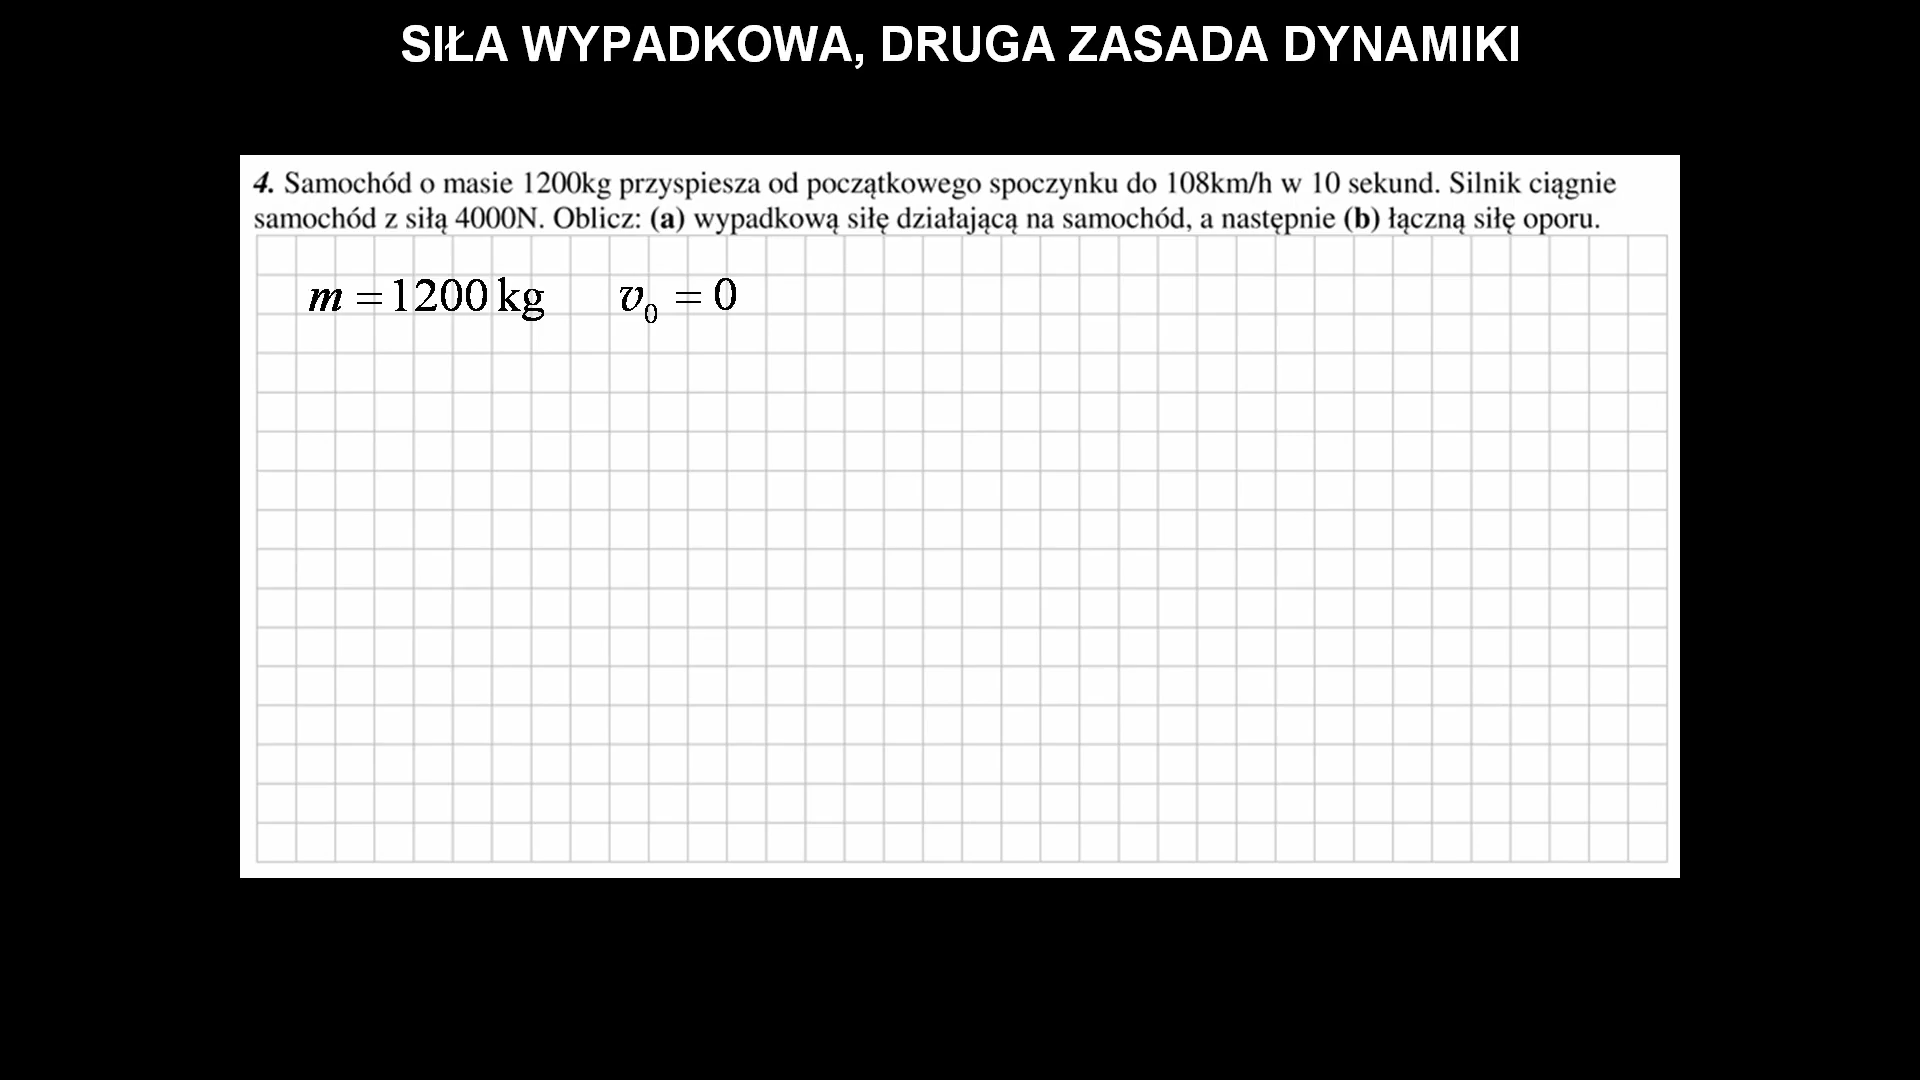 SIŁA WYPADKOWA, DRUGA ZASADA DYNAMIKI
4. Samochód o masie 1200kg przyspiesza od początkowego spoczynku do 108km/h w 10 sekund. Silnik ciągnie
samochód z siłą 4000N. Oblicz: (a) wypadkową siłę działającą na samochód, a następnie (b) łączną siłę oporu.
m = 1200 kg v₀ = 0